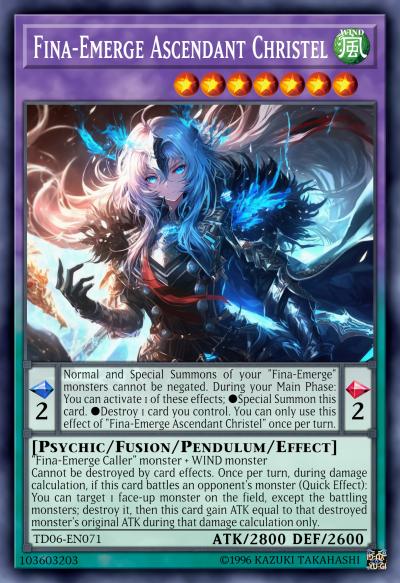 Fina-Emerge Ascendant Christel
WIND
風
Normal and Special Summons of your "Fina-Emerge"
monsters cannot be negated. During your Main Phase:
You can activate 1 of these effects; ●Special Summon this
card. ●Destroy 1 card you control. You can only use this
effect of "Fina-Emerge Ascendant Christel" once per turn.
2
2
[Psychic/Fusion/Pendulum/Effect]
"Fina-Emerge Caller" monster + WIND monster
Cannot be destroyed by card effects. Once per turn, during damage
calculation, if this card battles an opponent's monster (Quick Effect):
You can target 1 face-up monster on the field, except the battling
monsters; destroy it, then this card gain ATK equal to that destroyed
monster's original ATK during that damage calculation only.
TD06-EN071
ATK/2800 DEF/2600
103603203
©1996 KAZUKI TAKAHASHI